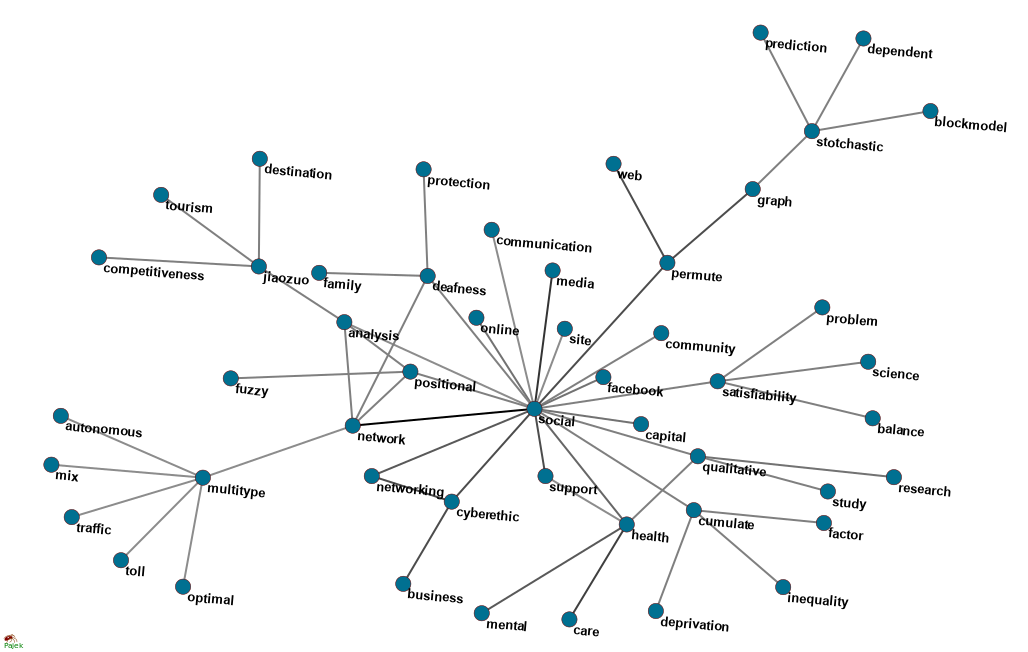 prediction
dependent
blockmodel
stotchastic
destination
protection
web
graph
tourism
communication
competitiveness
jiaozuo
family
deafness
media
permute
analysis
online
site
community
problem
fuzzy
positional
facebook
satisfiability
science
autonomous
network
social
capital
balance
mix
multitype
networking
support
qualitative
research
study
traffic
cyberethic
health
cumulate
factor
toll
optimal
business
mental
care
deprivation
inequality
Pajek